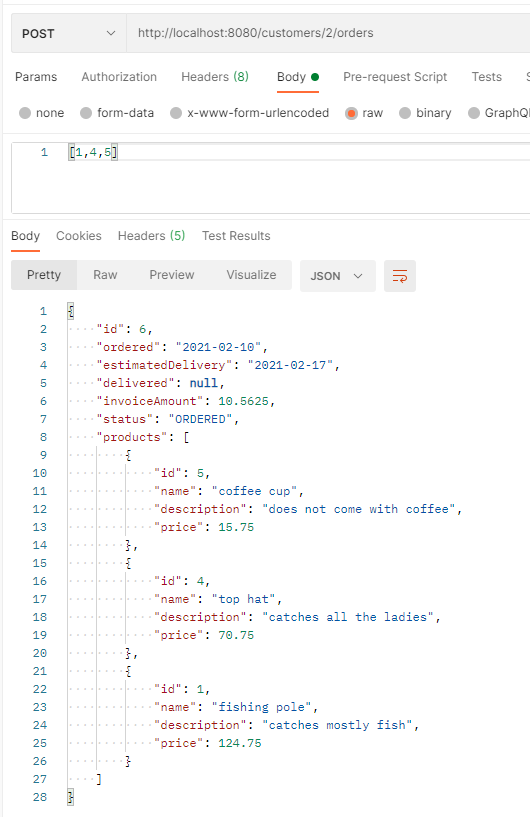 POST http://localhost:8080/customers/2/orders
Params Authorization Headers (8) Body Pre-request Script Tests S
none form-data x-www-form-urlencoded raw binary GraphQl
1 [1,4,5]
Body Cookies Headers (5) Test Results
Pretty Raw Preview Visualize JSON
1 {
2 "id": 6,
3 "ordered": "2021-02-10",
4 "estimatedDelivery": "2021-02-17",
5 "delivered": null,
6 "invoiceAmount": 10.5625,
7 "status": "ORDERED",
8 "products": [
9 {
10 "id": 5,
11 "name": "coffee cup",
12 "description": "does not come with coffee",
13 "price": 15.75
14 },
15 {
16 "id": 4,
17 "name": "top hat",
18 "description": "catches all the ladies",
19 "price": 70.75
20 },
21 {
22 "id": 1,
23 "name": "fishing pole",
24 "description": "catches mostly fish",
25 "price": 124.75
26 }
27 ]
28 }